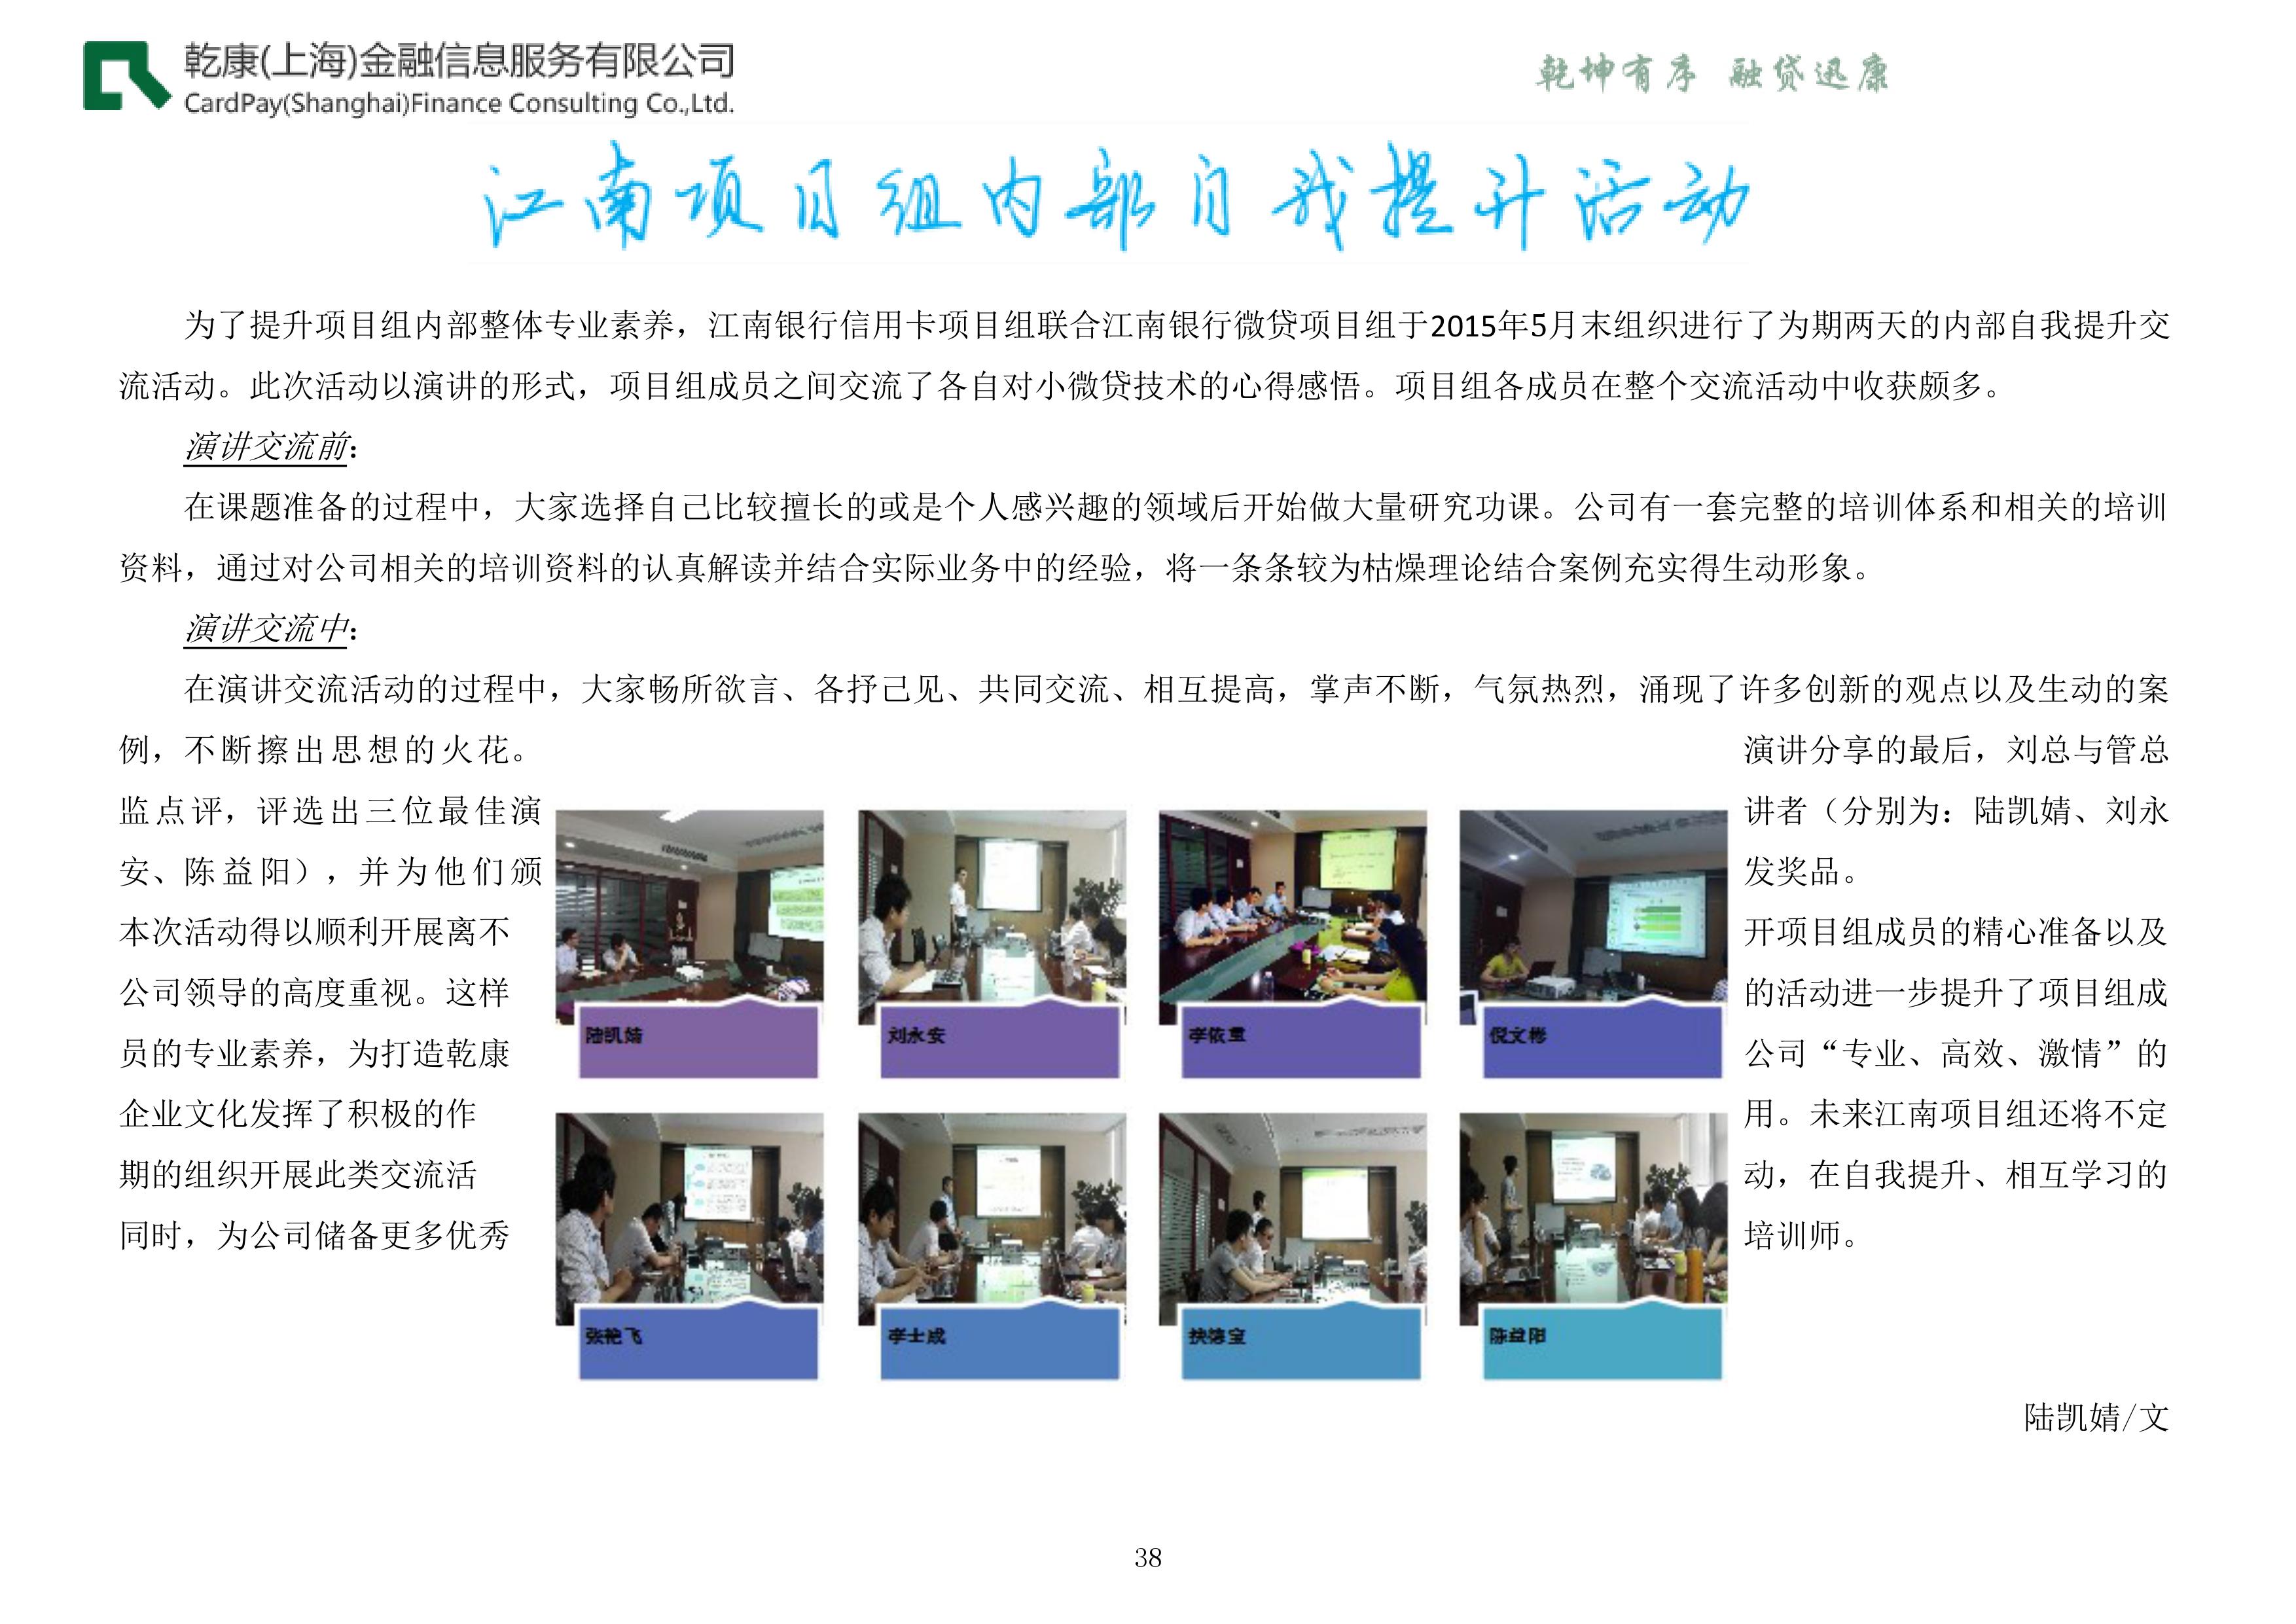 乾康(上海)金融信息服务有限公司
CardPay(Shanghai)Finance Consulting Co.,Ltd.
乾坤有序 融贷迅康
江南项目组内部自我提升活动
为了提升项目组内部整体专业素养，江南银行信用卡项目组联合江南银行微贷项目组于2015年5月末组织进行了为期两天的内部自我提升交
流活动。此次活动以演讲的形式，项目组成员之间交流了各自对小微贷技术的心得感悟。项目组各成员在整个交流活动中收获颇多。
演讲交流前：
在课题准备的过程中，大家选择自己比较擅长的或是个人感兴趣的领域后开始做大量研究功课。公司有一套完整的培训体系和相关的培训
资料，通过对公司相关的培训资料的认真解读并结合实际业务中的经验，将一条条较为枯燥理论结合案例充实得生动形象。
演讲交流中：
在演讲交流活动的过程中，大家畅所欲言、各抒己见、共同交流、相互提高，掌声不断，气氛热烈，涌现了许多创新的观点以及生动的案
例，不断擦出思想的火花。 演讲分享的最后，刘总与管总
监点评，评选出三位最佳演 讲者（分别为：陆凯婧、刘永
安、陈益阳），并为他们颁 发奖品。
本次活动得以顺利开展离不 开项目组成员的精心准备以及
公司领导的高度重视。这样 的活动进一步提升了项目组成
员的专业素养，为打造乾康 公司“专业、高效、激情”的
企业文化发挥了积极的作 用。未来江南项目组还将不定
期的组织开展此类交流活 动，在自我提升、相互学习的
同时，为公司储备更多优秀 培训师。
陆凯婧
刘永安
倪文彬
张艳飞
李士成
陈益阳
陆凯婧/文
38